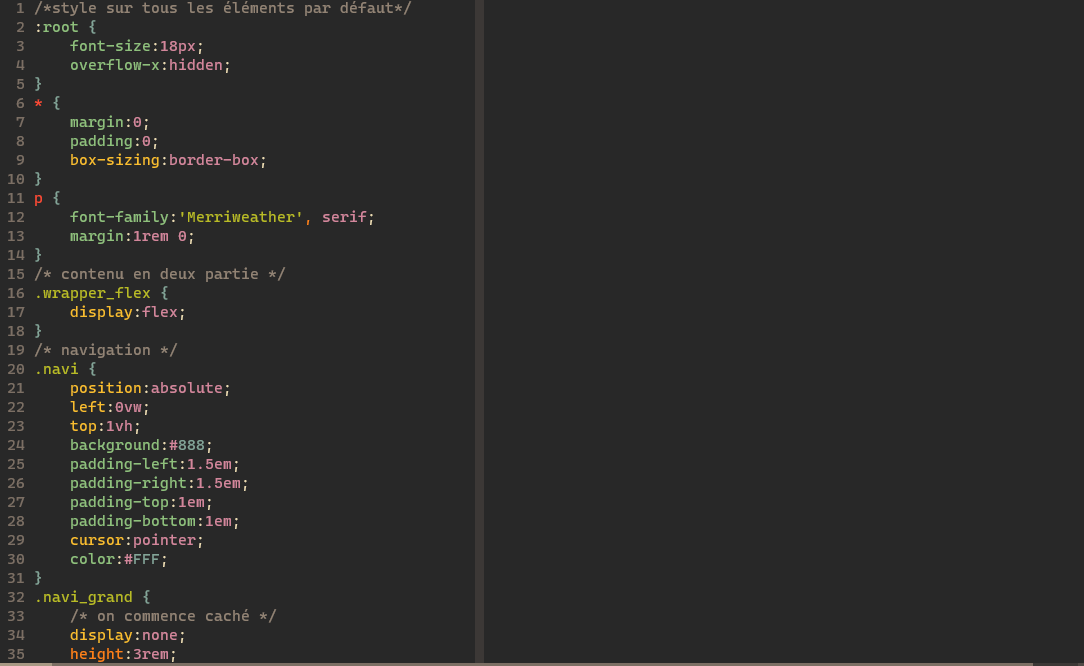 1 /*style sur tous les éléments par défaut*/
2 :root {
3     font-size:18px;
4     overflow-x:hidden;
5 }
6 * {
7     margin:0;
8     padding:0;
9     box-sizing:border-box;
10 }
11 p {
12     font-family:'Merriweather', serif;
13     margin:1rem 0;
14 }
15 /* contenu en deux partie */
16 .wrapper_flex {
17     display:flex;
18 }
19 /* navigation */
20 .navi {
21     position:absolute;
22     left:0vw;
23     top:1vh;
24     background:#888;
25     padding-left:1.5em;
26     padding-right:1.5em;
27     padding-top:1em;
28     padding-bottom:1em;
29     cursor:pointer;
30     color:#FFF;
31 }
32 .navi_grand {
33     /* on commence caché */
34     display:none;
35     height:3rem;